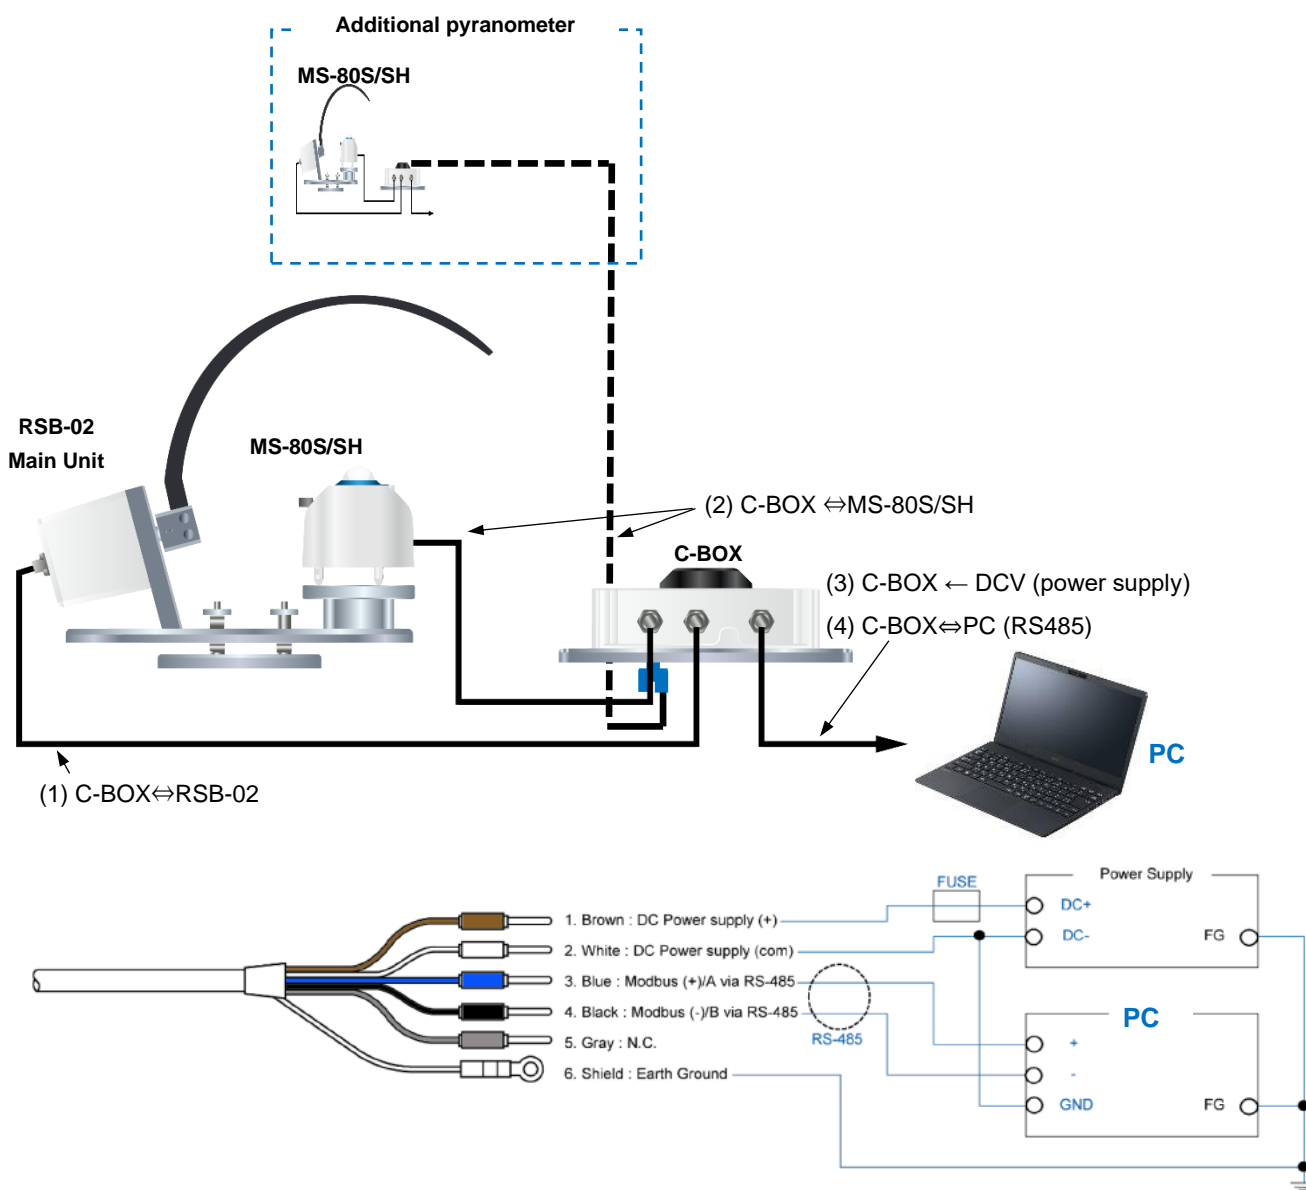 Additional pyranometer
MS-80S/SH
RSB-02
Main Unit
MS-80S/SH
(2) C-BOX ⇔MS-80S/SH
C-BOX
(3) C-BOX ← DCV (power supply)
(4) C-BOX⇔PC (RS485)
PC
(1) C-BOX⇔RSB-02
Power Supply
FUSE
DC+
1. Brown : DC Power supply (+)
DC-
FG
2. White : DC Power supply (com)
3. Blue : Modbus (+)/A via RS-485
4. Black : Modbus (-)/B via RS-485
PC
RS-485
+
5. Gray : N.C.
-
6. Shield : Earth Ground
GND
FG